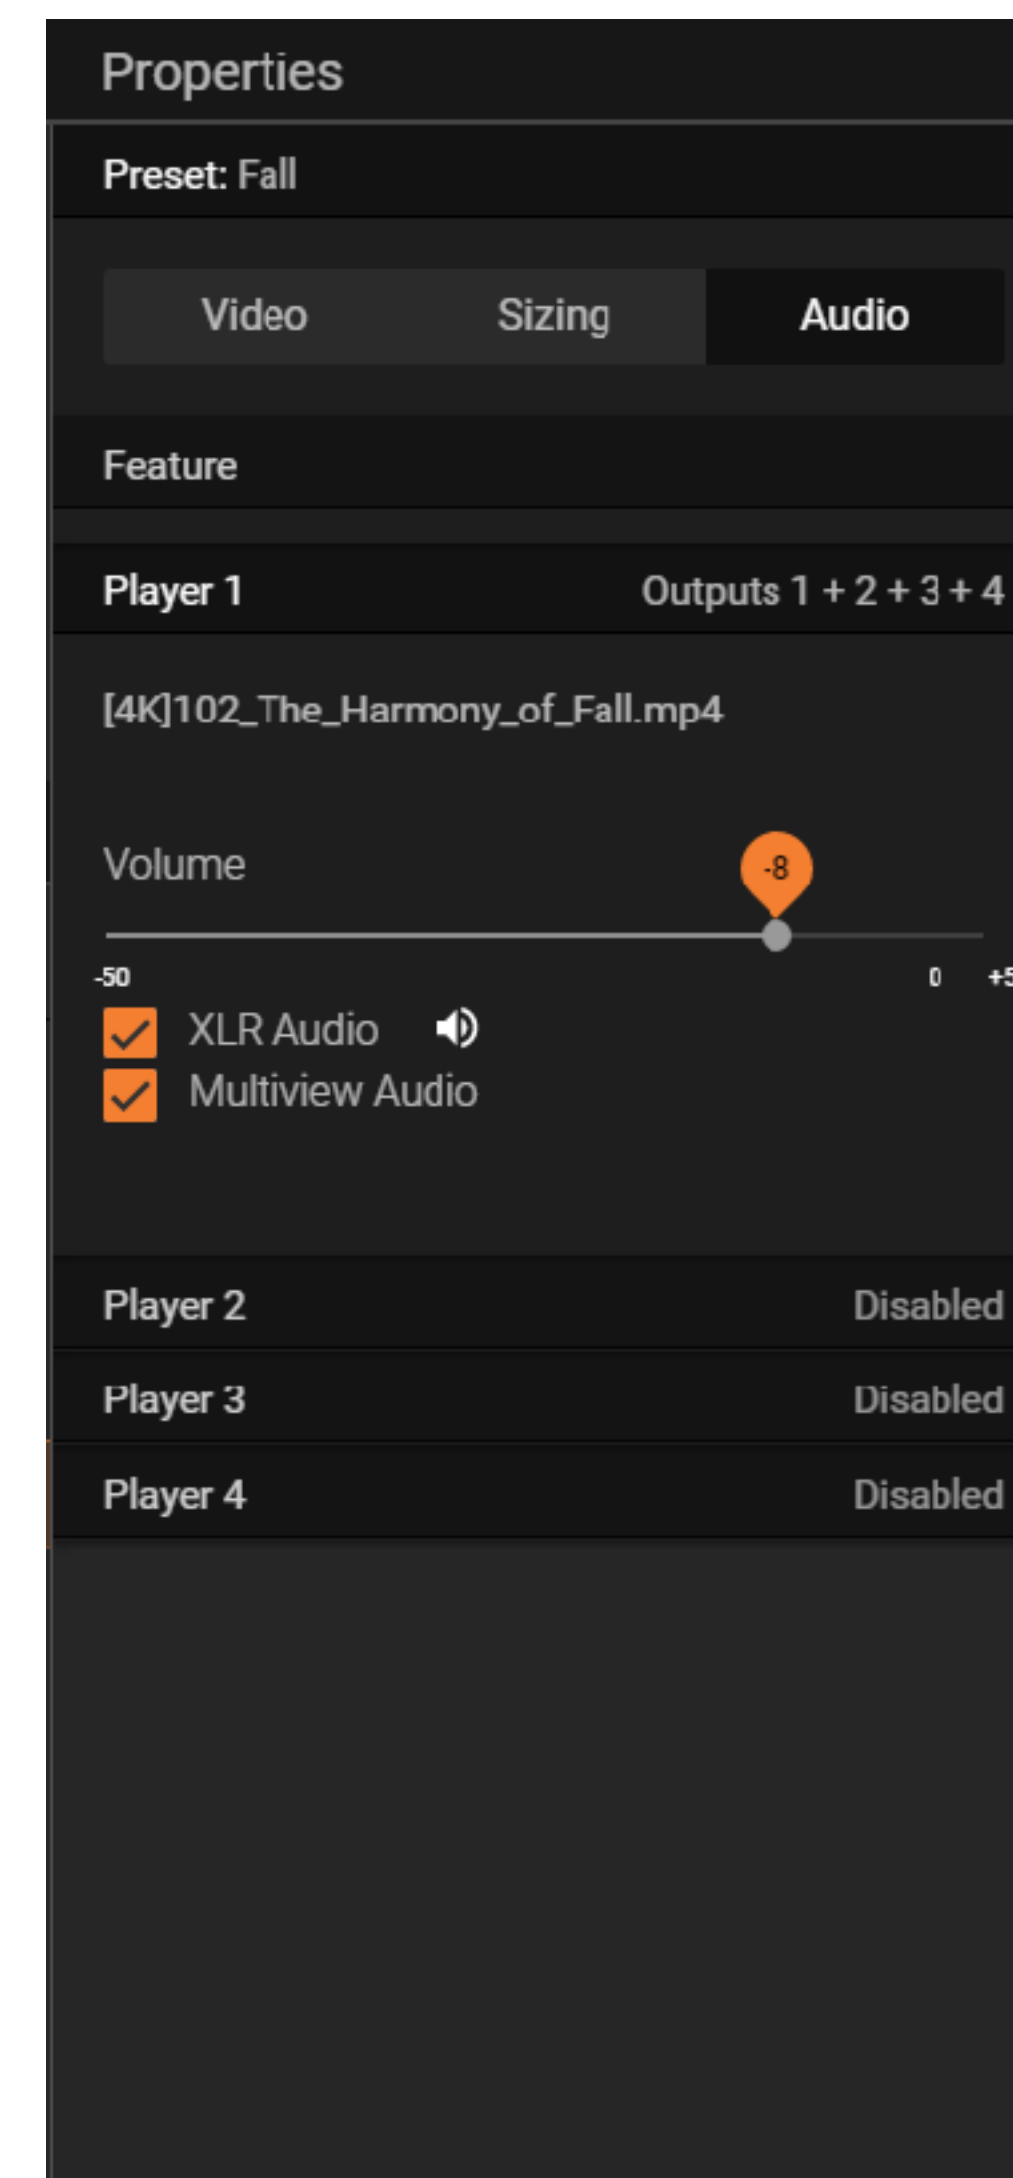 Properties
Preset: Fall
Video Sizing Audio
Feature
Player 1 Outputs 1 + 2 + 3 + 4
[4K]102_The_Harmony_of_Fall.mp4
Volume -8
-50 0 +5
XLR Audio
Multiview Audio
Player 2 Disabled
Player 3 Disabled
Player 4 Disabled